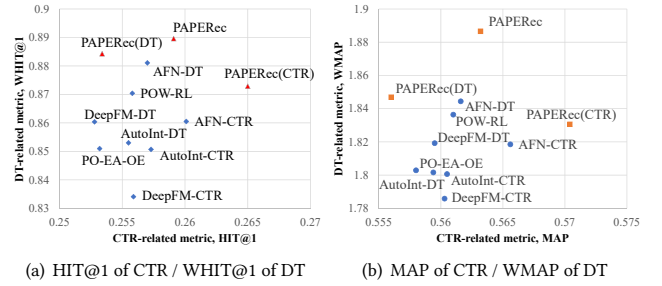 0.9
0.89
0.88
0.87
0.86
0.85
0.84
0.83
DT-related metric, WHIT@1
PAPERec
PAPERec(DT)
AFN-DT
PAPERec(CTR)
POW-RL
DeepFM-DT
AFN-CTR
AutoInt-DT
PO-EA-OE
AutoInt-CTR
DeepFM-CTR
0.25 0.255 0.26 0.265 0.27
CTR-related metric, HIT@1
(a) HIT@1 of CTR / WHIT@1 of DT
1.9
1.88
1.86
1.84
1.82
1.8
1.78
DT-related metric, WMAP
PAPERec
PAPERec(DT)
AFN-DT
POW-RL
PAPERec(CTR)
DeepFM-DT
AFN-CTR
PO-EA-OE
AutoInt-DT
AutoInt-CTR
DeepFM-CTR
0.555 0.56 0.565 0.57 0.575
CTR-related metric, MAP
(b) MAP of CTR / WMAP of DT